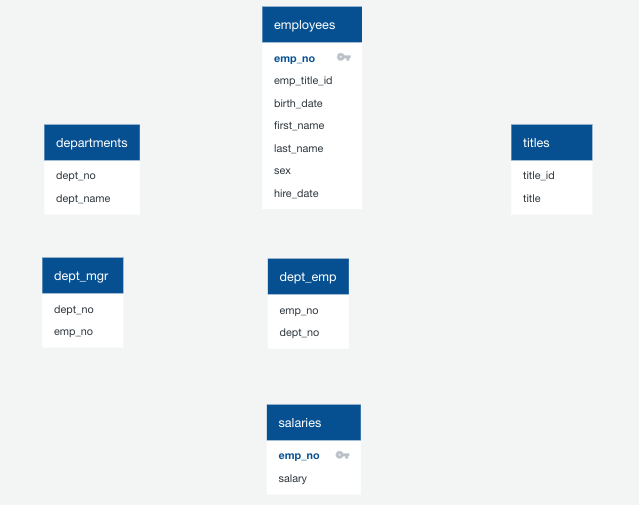 employees
emp_no
emp_title_id
birth_date
first_name
last_name
sex
hire_date
departments
dept_no
dept_name
titles
title_id
title
dept_mgr
dept_no
emp_no
dept_emp
emp_no
dept_no
salaries
emp_no
salary